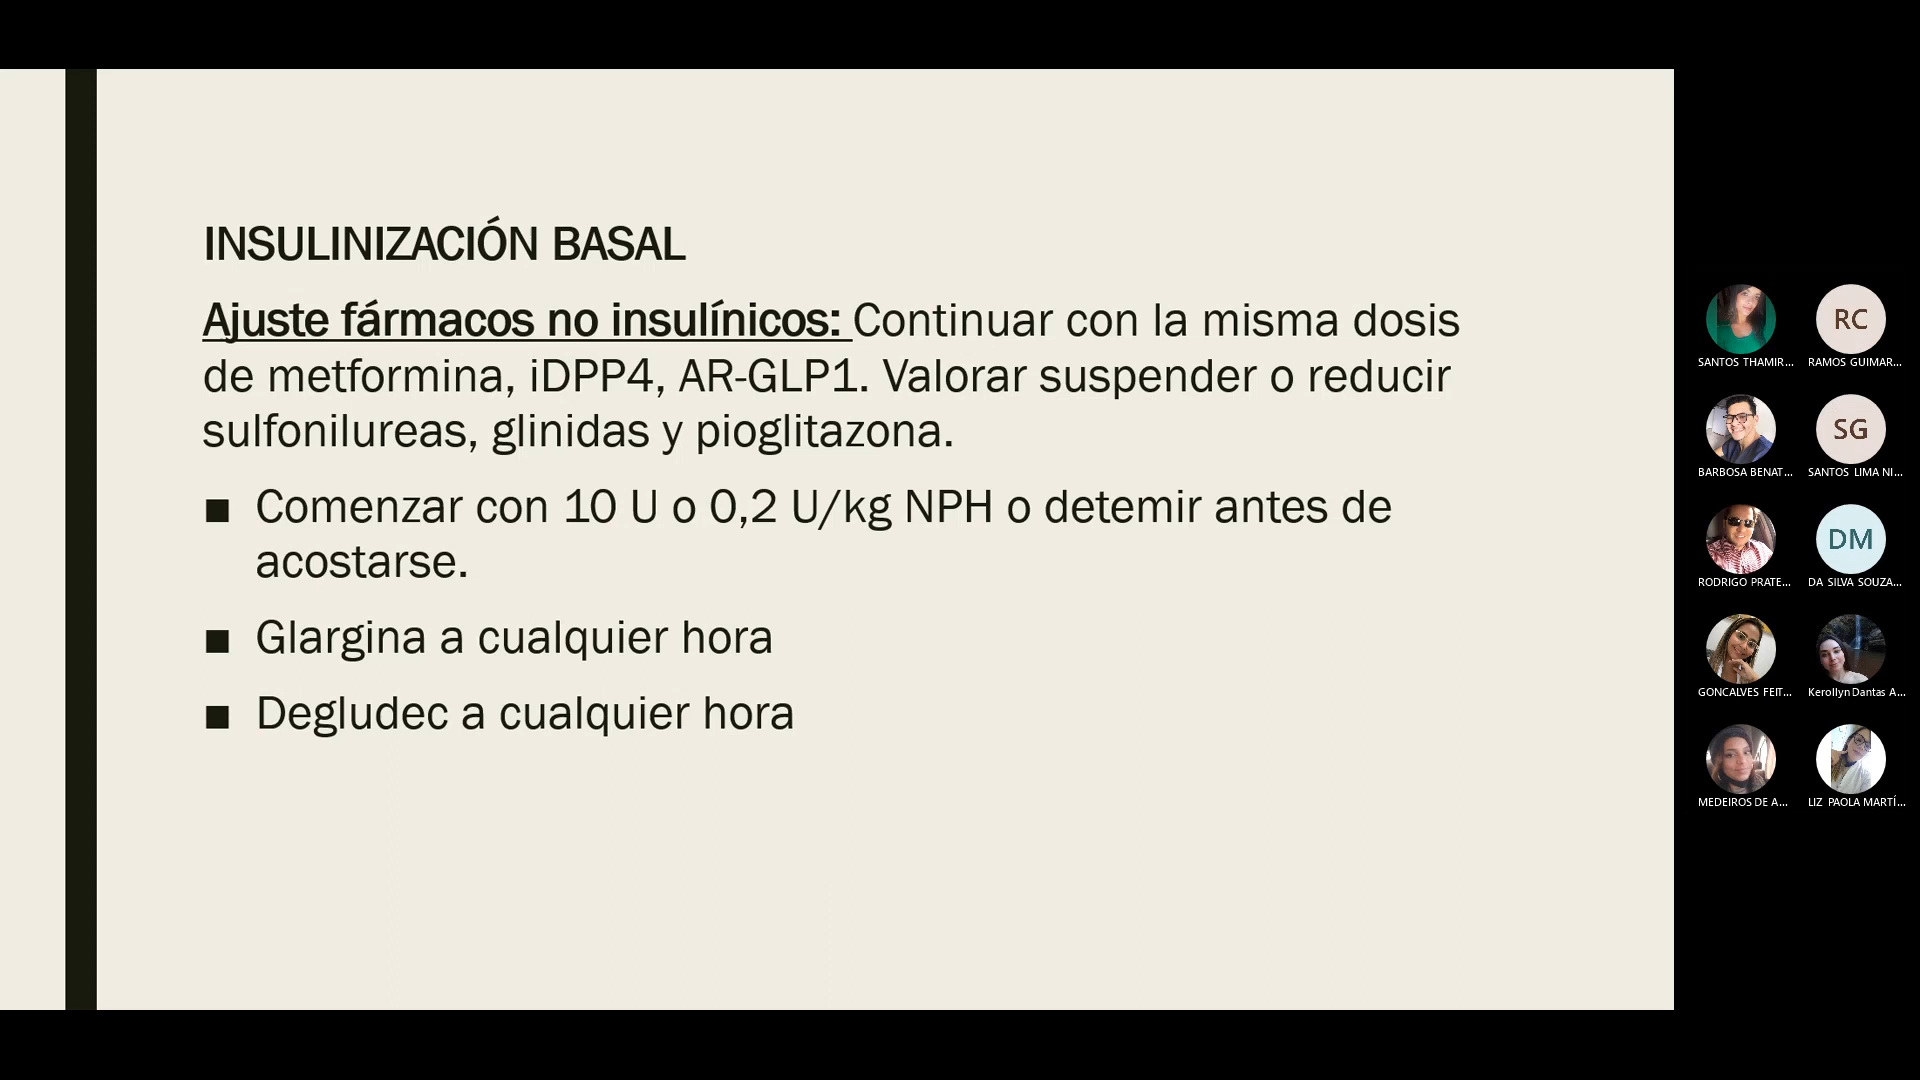 INSULINIZACIÓN BASAL
Ajuste fármacos no insulínicos: Continuar con la misma dosis
de metformina, iDPP4, AR-GLP1. Valorar suspender o reducir
sulfonilureas, glinidas y pioglitazona.
■ Comenzar con 10 U o 0,2 U/kg NPH o detemir antes de
acostarse.
■ Glargina a cualquier hora
■ Degludec a cualquier hora
RC
SANTOS THAMIR... RAMOS GUIMAR...
SG
BARBOSA BENAT... SANTOS LIMA NI...
DM
RODRIGO PRATE... DA SILVA SOUZA...
GONCALVES FEIT... Kerollyn Dantas A...
MEDEIROS DE A... LIZ PAOLA MARTÍ...